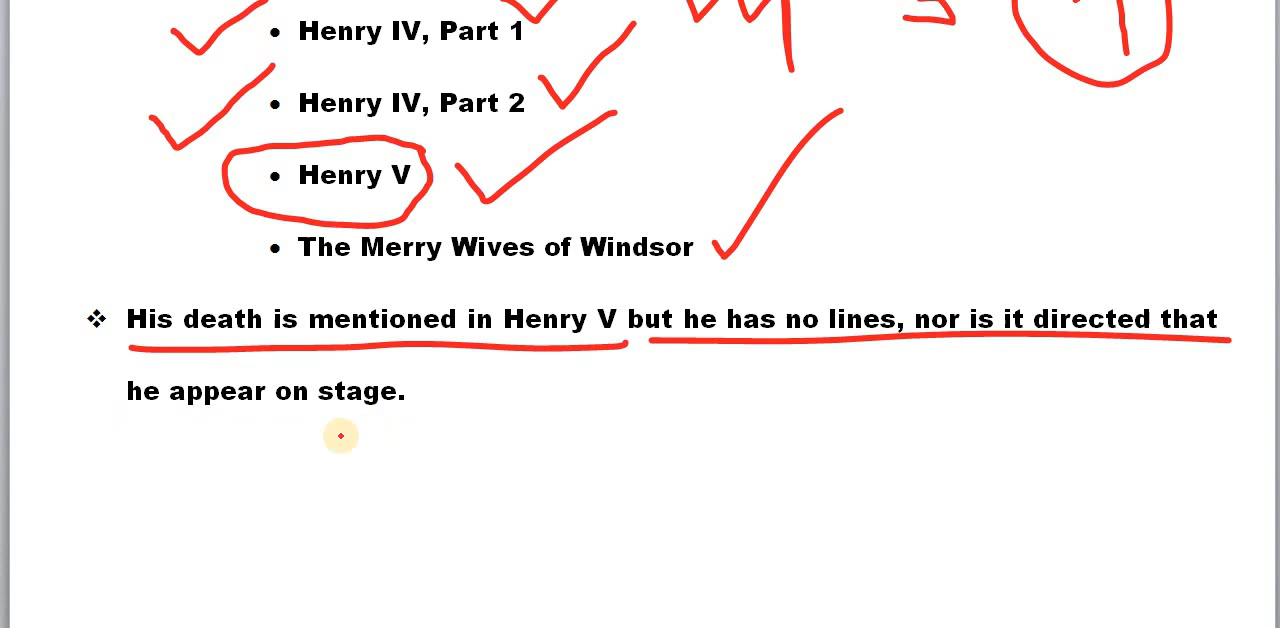 Henry IV, Part 1
Henry IV, Part 2
Henry V
The Merry Wives of Windsor
His death is mentioned in Henry V but he has no lines, nor is it directed that
he appear on stage.